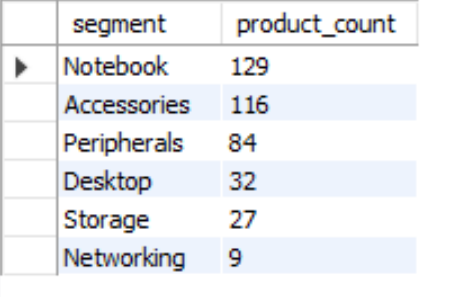 segment product_count
Notebook 129
Accessories 116
Peripherals 84
Desktop 32
Storage 27
Networking 9